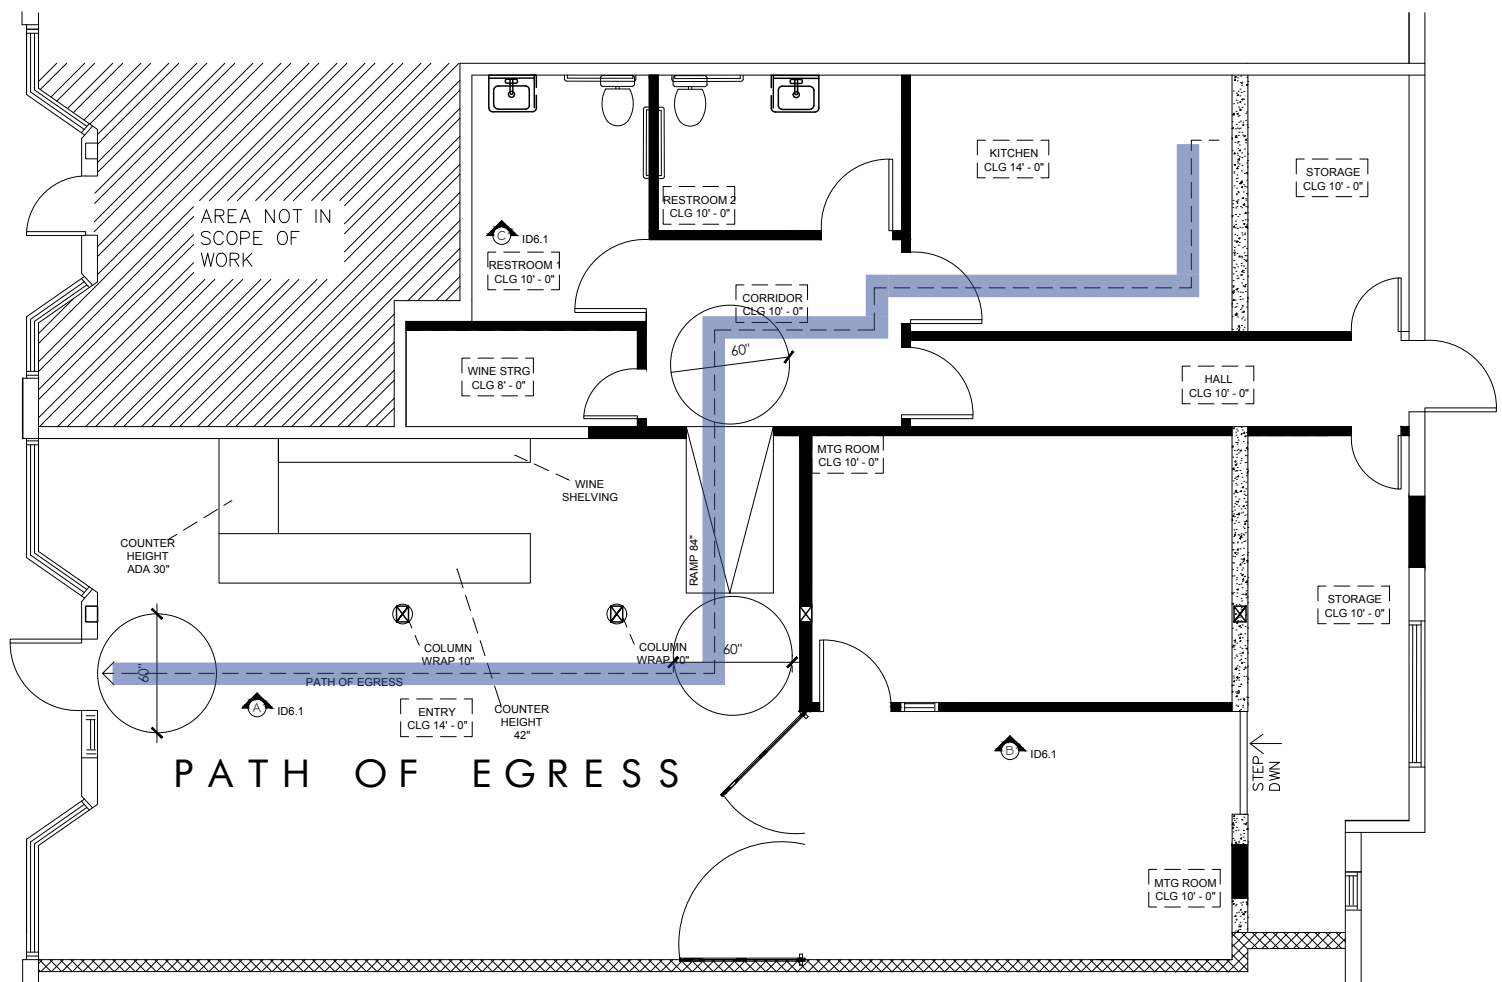 KITCHEN
CLG 14' - 0"
STORAGE
CLG 10' - 0"
RESTROOM 2
CLG 10' - 0"
AREA NOT IN
SCOPE OF
WORK
C
ID6.1
RESTROOM 1
CLG 10' - 0"
CORRIDOR
CLG 10' - 0"
60"
WINE STRG
CLG 8' - 0"
HALL
CLG 10' - 0"
MTG ROOM
CLG 10' - 0"
WINE
SHELVING
COUNTER
HEIGHT
ADA 30"
RAMP 84"
STORAGE
CLG 10' - 0"
COLUMN
WRAP 10"
COLUMN
WRAP 10"
60"
60"
PATH OF EGRESS
A
ID6.1
ENTRY
CLG 14' - 0"
COUNTER
HEIGHT
42"
B
ID6.1
STEP
DWN
PATH OF EGRESS
MTG ROOM
CLG 10' - 0"